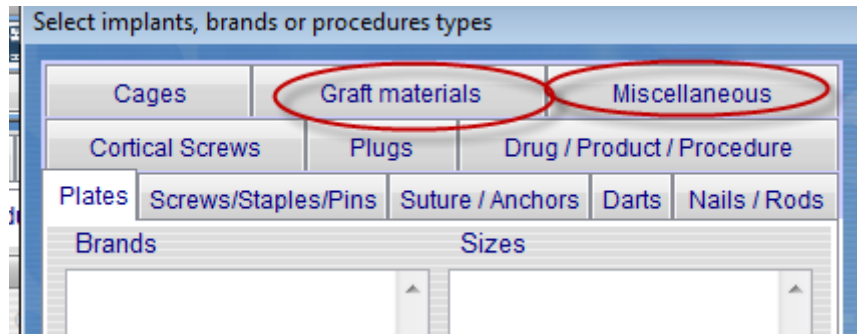 Select implants, brands or procedures types
Cages Graft materials Miscellaneous
Cortical Screws Plugs Drug / Product / Procedure
Plates Screws/Staples/Pins Suture / Anchors Darts Nails / Rods
Brands Sizes